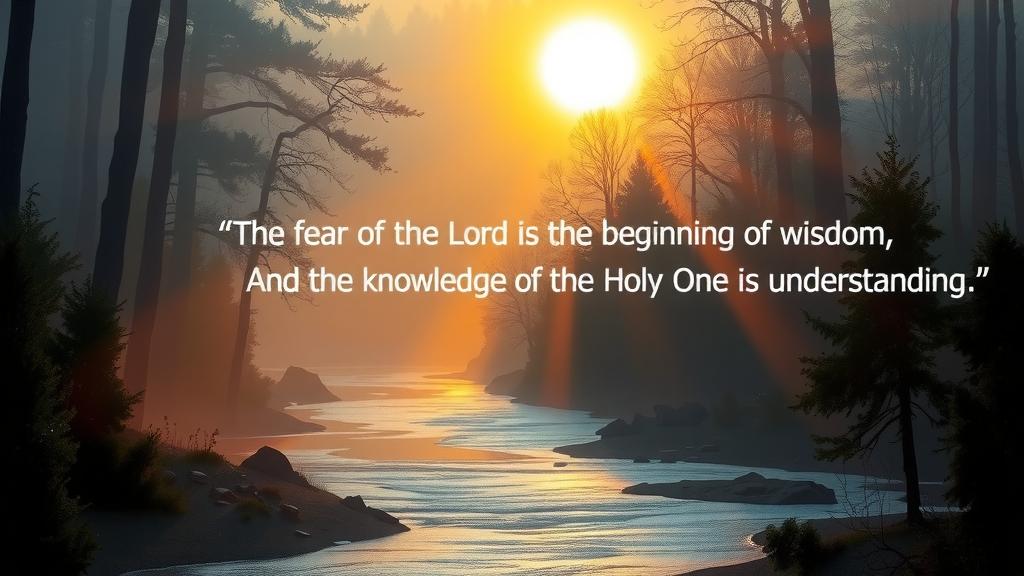 “The fear of the Lord is the beginning of wisdom,
And the knowledge of the Holy One is understanding.”